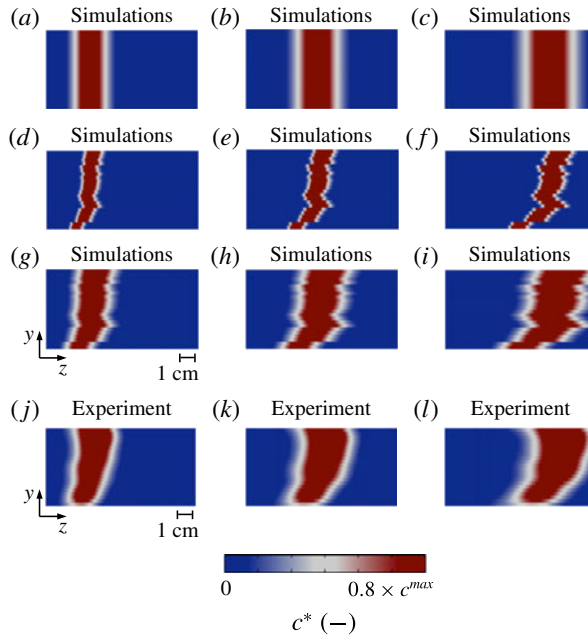 (a) Simulations (b) Simulations (c) Simulations
(d) Simulations (e) Simulations (f) Simulations
(g) Simulations (h) Simulations (i) Simulations
y
z
1 cm
(j) Experiment (k) Experiment (l) Experiment
y
z
1 cm
0 0.8 × c^max
c* (—)